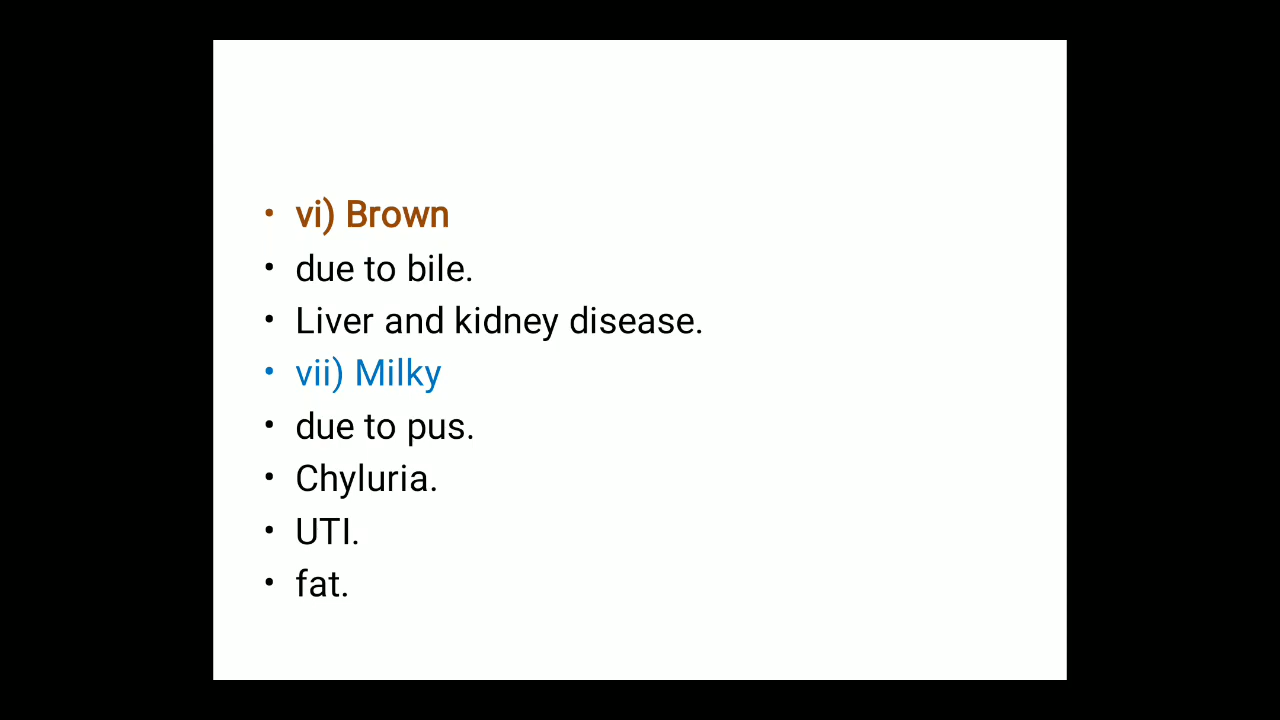 • vi) Brown
• due to bile.
• Liver and kidney disease.
• vii) Milky
• due to pus.
• Chyluria.
• UTI.
• fat.